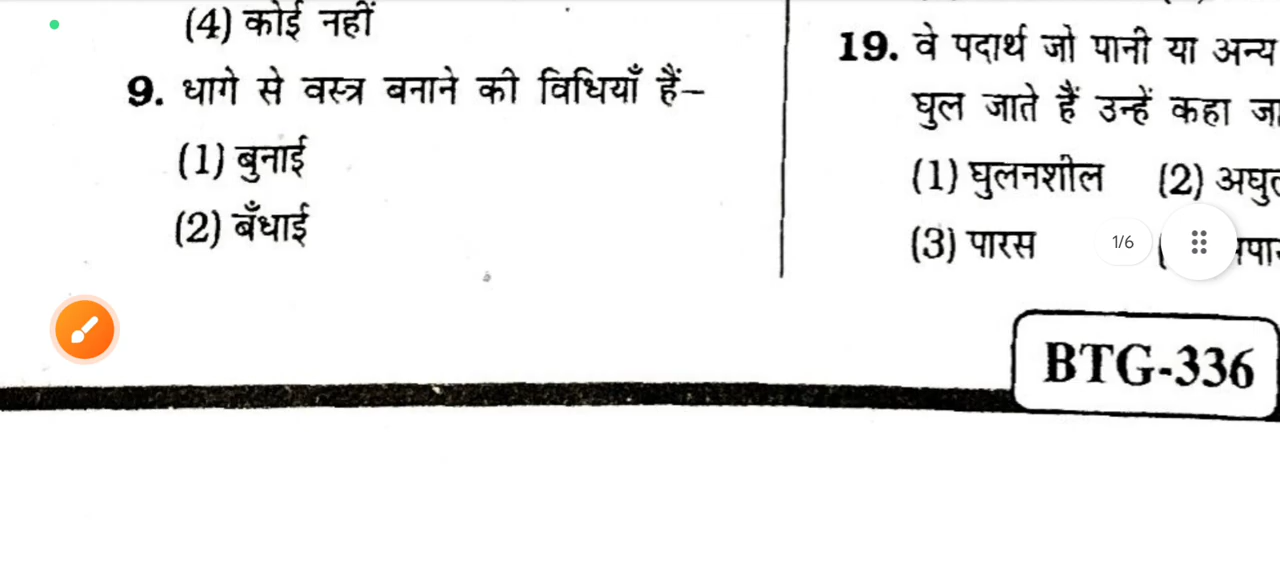 (4) कोई नहीं
9. धागे से वस्त्र बनाने की विधियाँ हैं–
(1) बुनाई
(2) बँधाई
19. वे पदार्थ जो पानी या अन्य
घुल जाते हैं उन्हें कहा
(1) घुलनशील (2)
(3) पारस
1/6
BTG-336